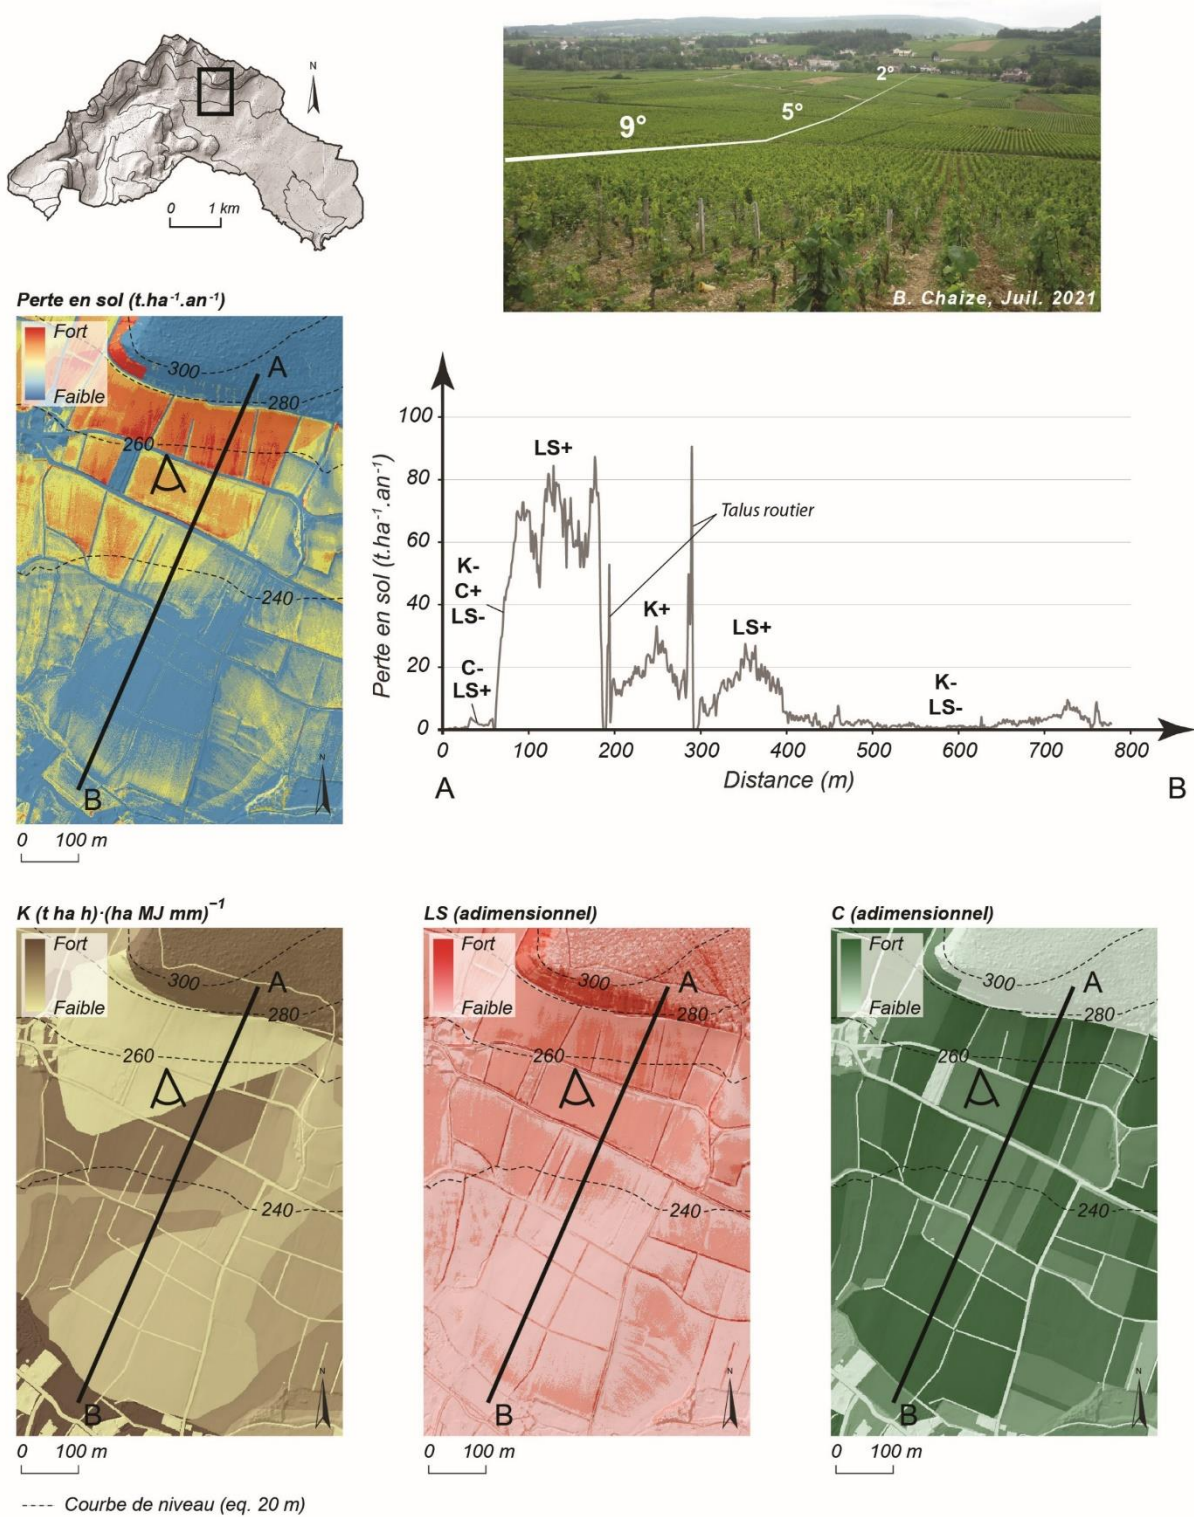 N
0 1 km
9°
5°
2°
B. Chaize, Juil. 2021
Perte en sol (t.ha⁻¹.an⁻¹)
Fort
Faible
300
A
280
260
240
B
N
0 100 m
Perte en sol (t.ha⁻¹.an⁻¹)
100
80
60
40
20
0
LS+
K-
C+
LS-
C-
LS+
Talus routier
K+
LS+
K-
LS-
0 100 200 300 400 500 600 700 800
Distance (m)
A
B
K (t ha h)·(ha MJ mm)⁻¹
Fort
Faible
300
A
280
260
240
B
N
0 100 m
LS (adimensionnel)
Fort
Faible
300
A
280
260
240
B
N
0 100 m
C (adimensionnel)
Fort
Faible
300
A
280
260
240
B
N
0 100 m
Courbe de niveau (eq. 20 m)